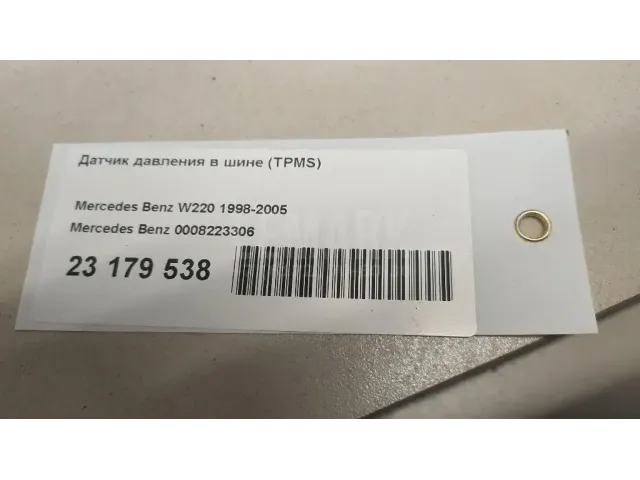 Датчик давления в шине (TPMS)
Mercedes Benz W220 1998-2005
Mercedes Benz 0008223306
23 179 538